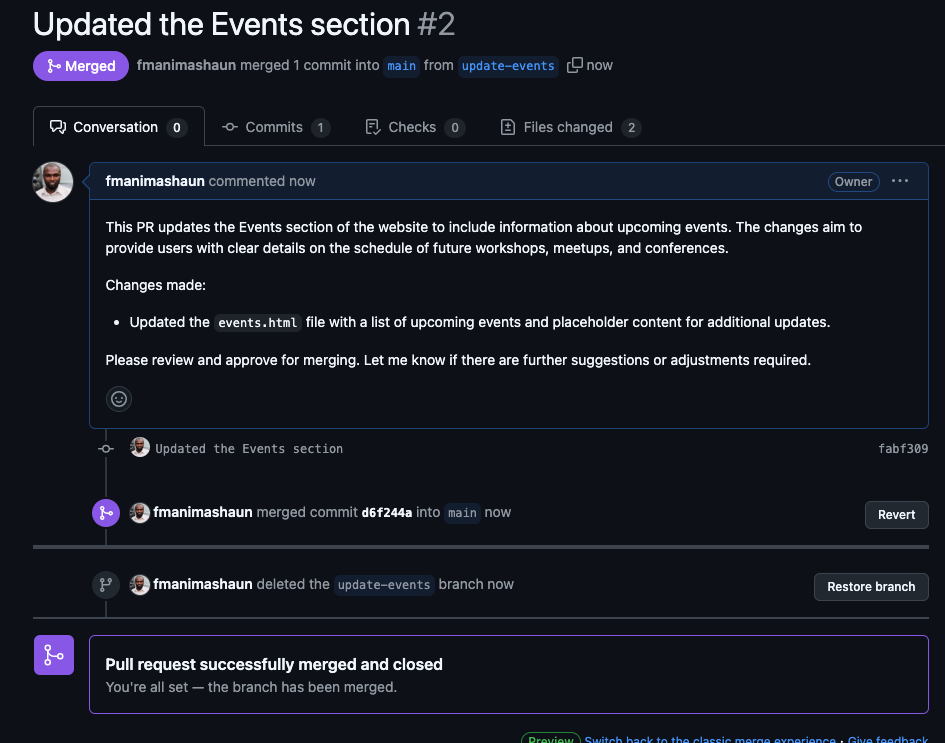 Updated the Events section #2
Merged fmanimashaun merged 1 commit into main from update-events now
Conversation 0 Commits 1 Checks 0 Files changed 2
fmanimashaun commented now Owner
This PR updates the Events section of the website to include information about upcoming events. The changes aim to
provide users with clear details on the schedule of future workshops, meetups, and conferences.
Changes made:
• Updated the events.html file with a list of upcoming events and placeholder content for additional updates.
Please review and approve for merging. Let me know if there are further suggestions or adjustments required.
Updated the Events section fabf309
fmanimashaun merged commit d6f244a into main now Revert
fmanimashaun deleted the update-events branch now Restore branch
Pull request successfully merged and closed
You're all set — the branch has been merged.
Preview Switch back to the classic merge experience · Give feedback